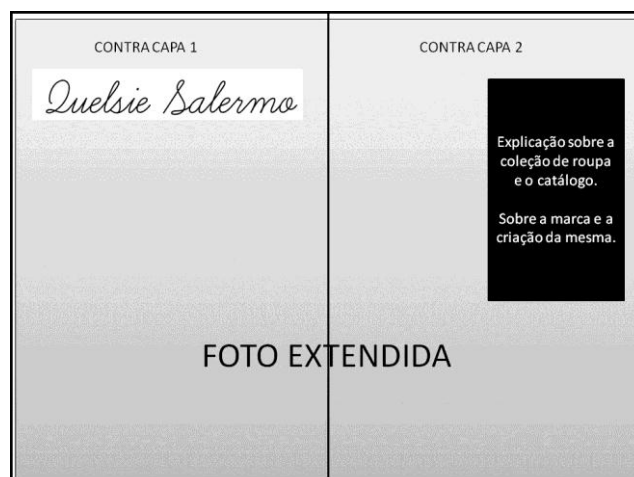 CONTRA CAPA 1
CONTRA CAPA 2
Quelsie Salermo
Explicação sobre a
coleção de roupa
e o catálogo.
Sobre a marca e a
criação da mesma.
FOTO EXTENDIDA